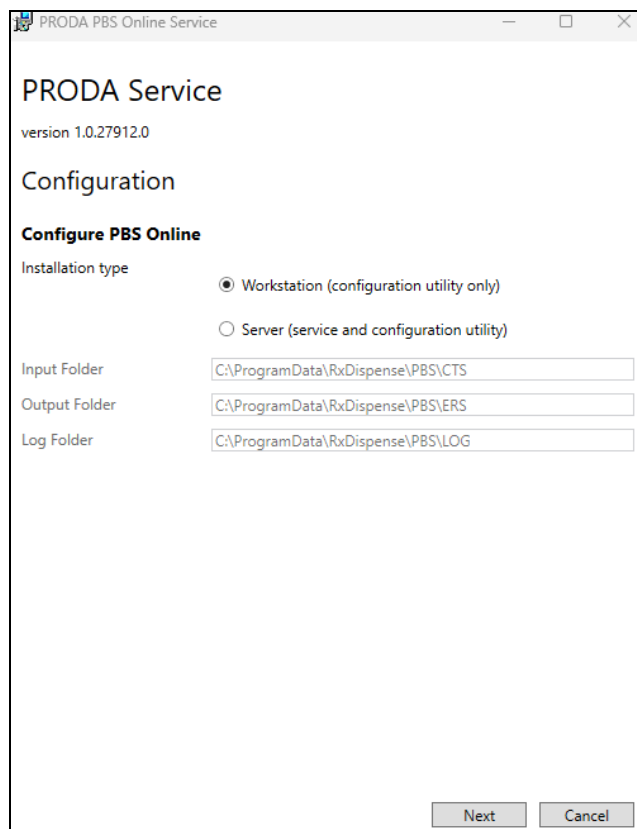 PRODA PBS Online Service
PRODA Service
version 1.0.27912.0
Configuration
Configure PBS Online
Installation type
Workstation (configuration utility only)
Server (service and configuration utility)
Input Folder C:\ProgramData\RxDispense\PBS\CTS
Output Folder C:\ProgramData\RxDispense\PBS\ERS
Log Folder C:\ProgramData\RxDispense\PBS\LOG
Next Cancel